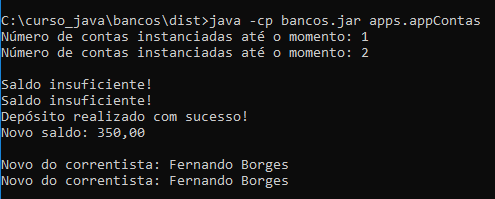 C:\curso_java\bancos\dist>java -cp bancos.jar apps.appContas
Número de contas instanciadas até o momento: 1
Número de contas instanciadas até o momento: 2
Saldo insuficiente!
Saldo insuficiente!
Depósito realizado com sucesso!
Novo saldo: 350,00
Novo do correntista: Fernando Borges
Novo do correntista: Fernando Borges